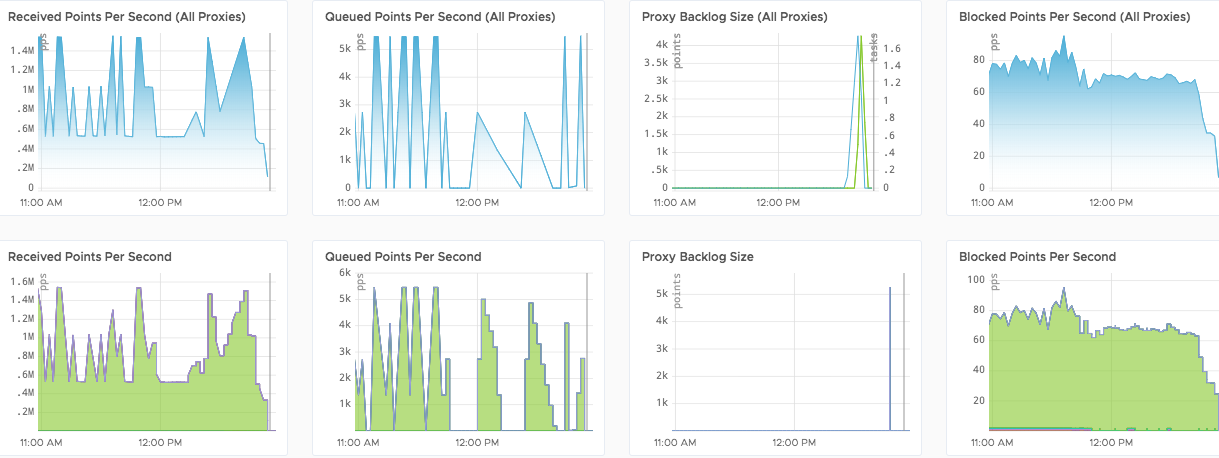 Received Points Per Second (All Proxies)
pps
1.4M
1.2M
1M
.8M
.6M
.4M
.2M
0
11:00 AM
12:00 PM
Queued Points Per Second (All Proxies)
pps
5k
4k
3k
2k
1k
0
11:00 AM
12:00 PM
Proxy Backlog Size (All Proxies)
points
tasks
4k
3.5k
3k
2.5k
2k
1.5k
1k
.5k
0
1.6
1.4
1.2
1
.8
.6
.4
.2
0
11:00 AM
12:00 PM
Blocked Points Per Second (All Proxies)
pps
80
60
40
20
0
11:00 AM
12:00 PM
Received Points Per Second
pps
1.6M
1.4M
1.2M
1M
.8M
.6M
.4M
.2M
11:00 AM
12:00 PM
Queued Points Per Second
pps
6k
5k
4k
3k
2k
1k
11:00 AM
12:00 PM
Proxy Backlog Size
points
5k
4k
3k
2k
1k
11:00 AM
12:00 PM
Blocked Points Per Second
pps
100
80
60
40
20
11:00 AM
12:00 PM